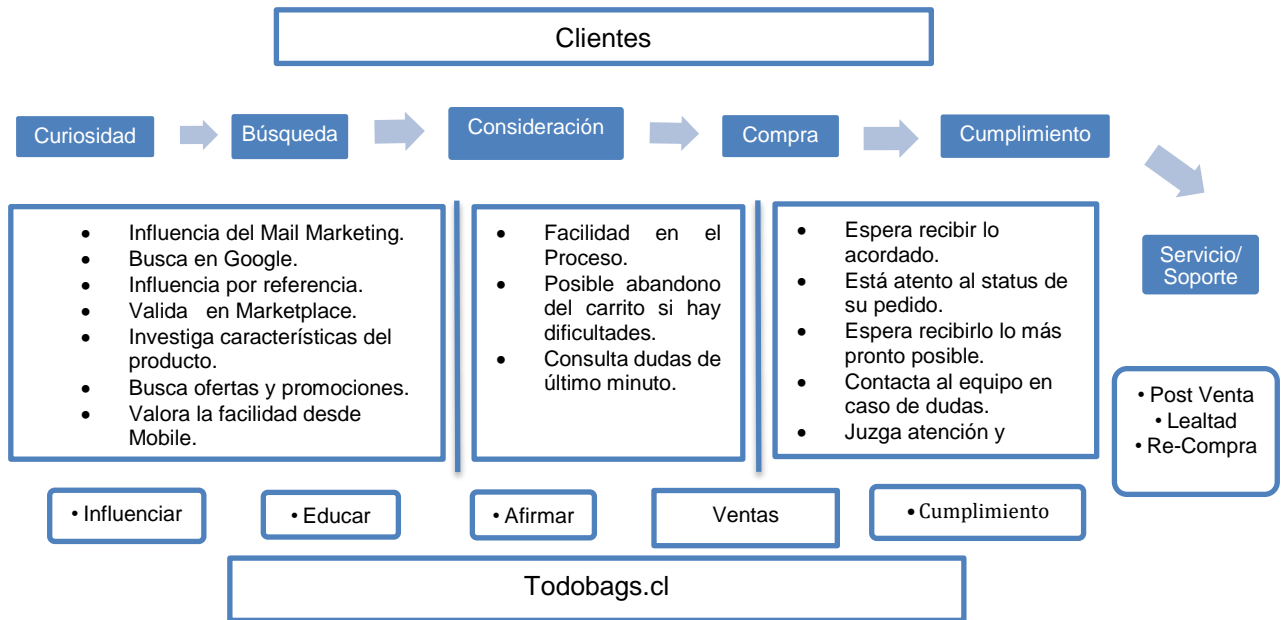 Clientes
Curiosidad
Búsqueda
Consideración
Compra
Cumplimiento
Servicio/
Soporte
• Influencia del Mail Marketing.
• Busca en Google.
• Influencia por referencia.
• Valida en Marketplace.
• Investiga características del
producto.
• Busca ofertas y promociones.
• Valora la facilidad desde
Mobile.
• Facilidad en el
Proceso.
• Posible abandono
del carrito si hay
dificultades.
• Consulta dudas de
último minuto.
• Espera recibir lo
acordado.
• Está atento al status de
su pedido.
• Espera recibirlo lo más
pronto posible.
• Contacta al equipo en
caso de dudas.
• Juzga atención y
• Post Venta
• Lealtad
• Re-Compra
• Influenciar
• Educar
• Afirmar
Ventas
• Cumplimiento
Todobags.cl